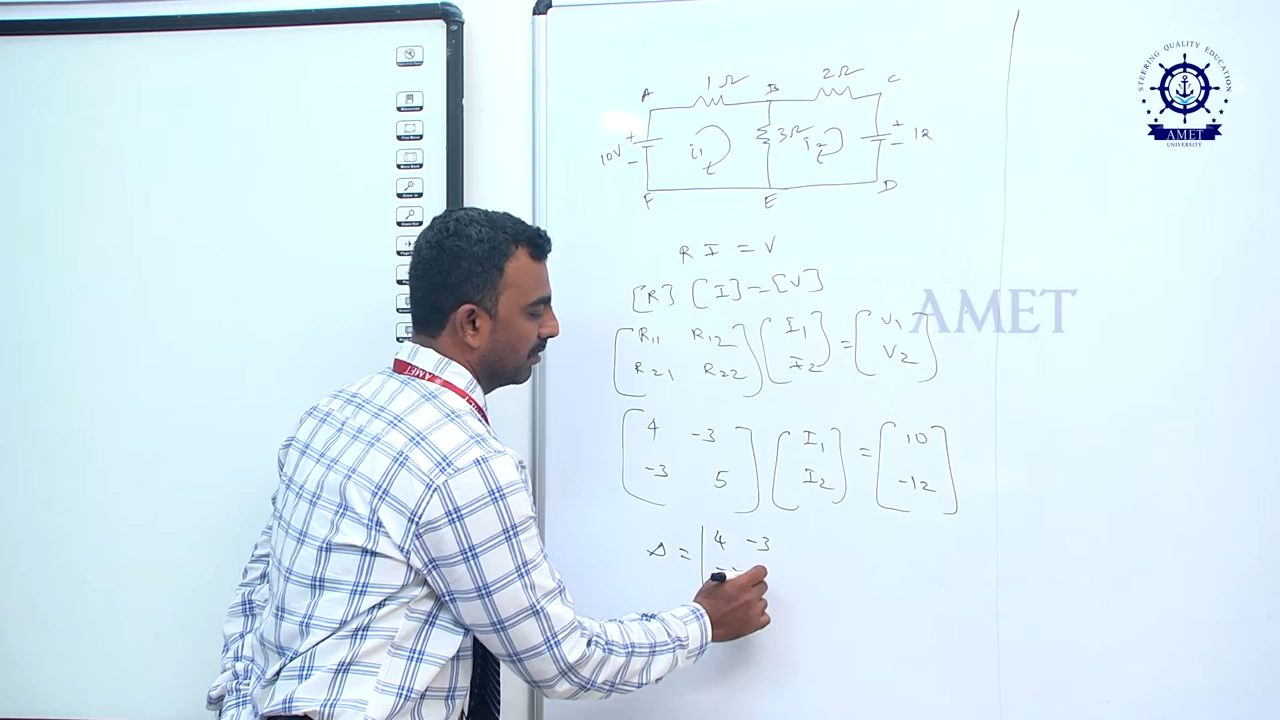 STEERING QUALITY EDUCATION
AMET
UNIVERSITY
1Ω 2Ω
A B C
10V + - i1 3Ω i2 + - 12
F E D
R I = V
[R] [I] = [V]
R11 R12 I1 = V1
R21 R22 I2 V2
AMET
4 -3 I1 = 10
-3 5 I2 -12
Δ = 4 -3
AMET